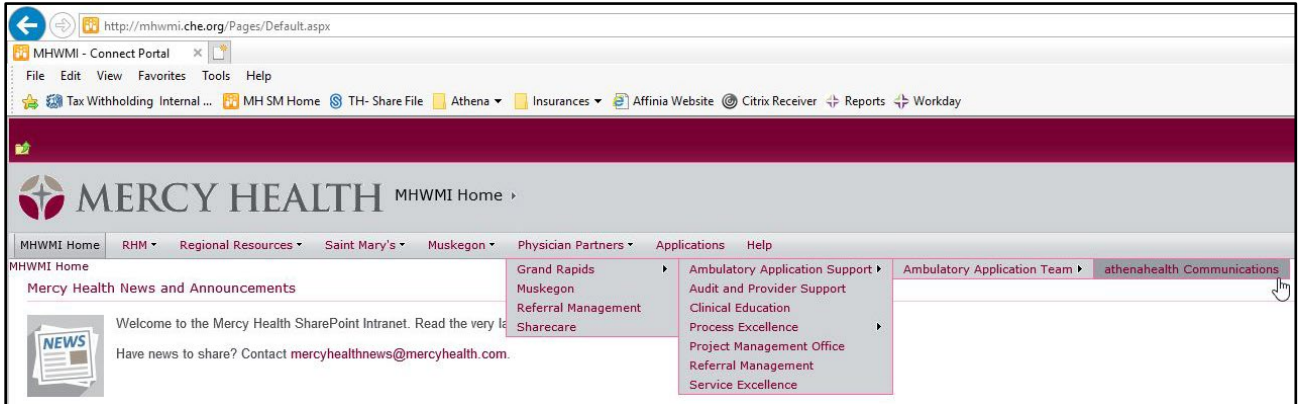 http://mhwmi.che.org/Pages/Default.aspx
MHWMI - Connect Portal
File Edit View Favorites Tools Help
Tax Withholding Internal ... MH SM Home TH- Share File Athena Insurances Affinia Website Citrix Receiver Reports Workday
MERCY HEALTH MHWMI Home
MHWMI Home RHM Regional Resources Saint Mary's Muskegon Physician Partners Applications Help
MHWMI Home
Grand Rapids Ambulatory Application Support Ambulatory Application Team athenahealth Communications
Mercy Health News and Announcements
Muskegon Audit and Provider Support
Referral Management Clinical Education
Welcome to the Mercy Health SharePoint Intranet. Read the very
Sharecare Process Excellence
NEWS
Project Management Office
Have news to share? Contact mercyhealthnews@mercyhealth.com.
Referral Management
Service Excellence